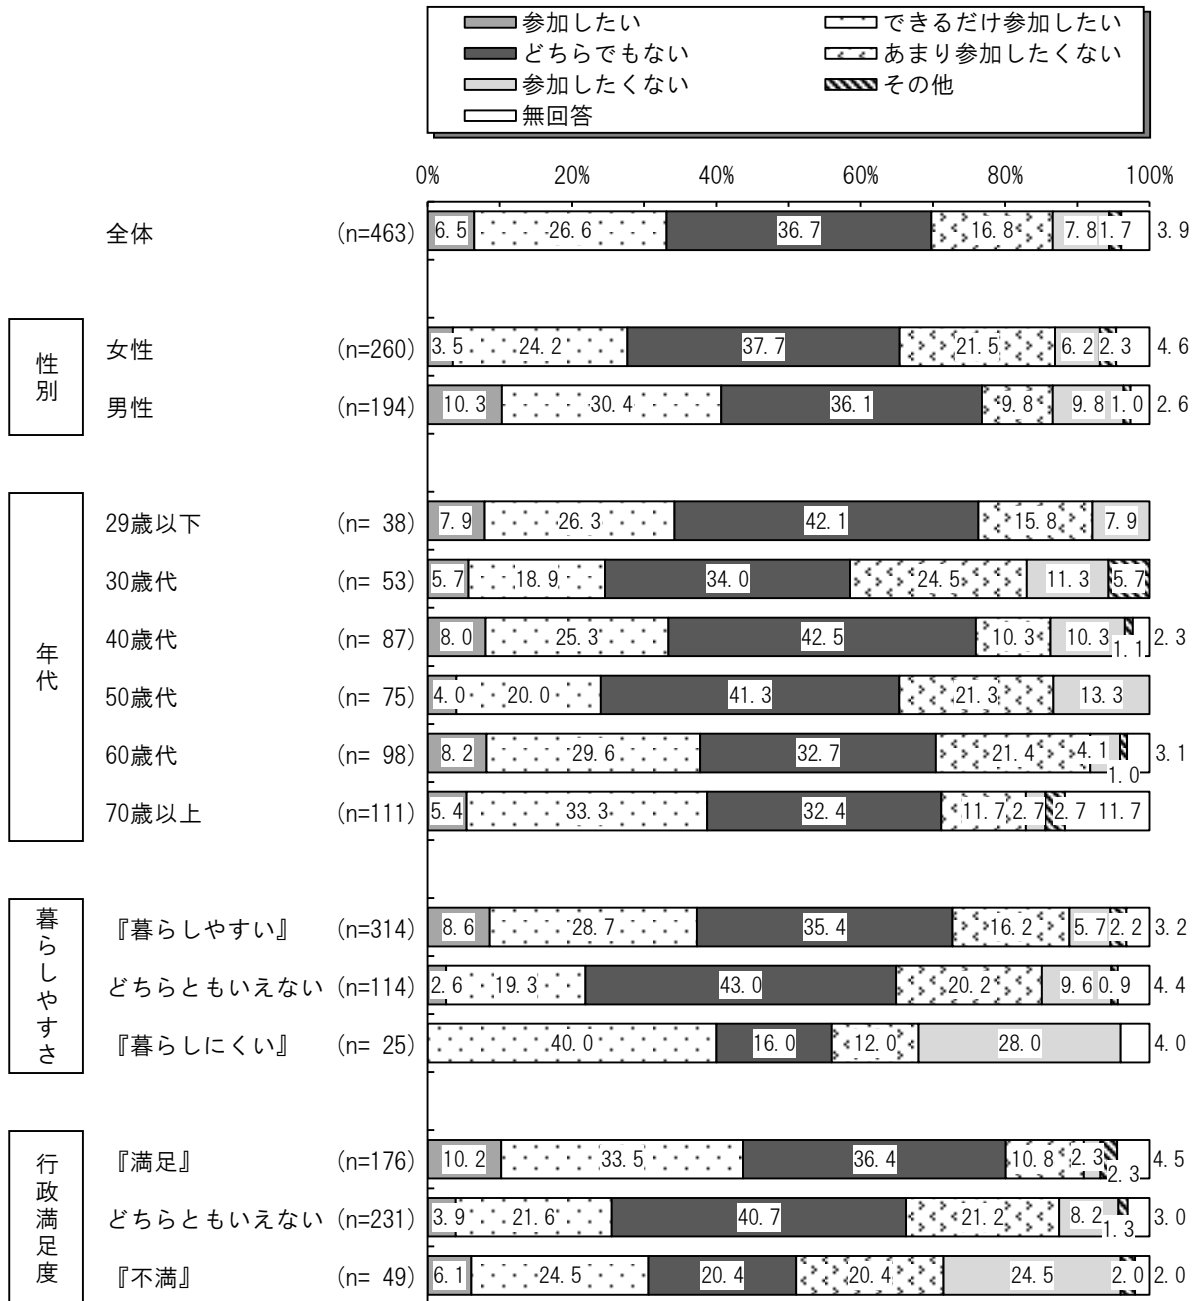 参加したい できるだけ参加したい
どちらでもない あまり参加したくない
参加したくない その他
無回答
0% 20% 40% 60% 80% 100%
全体 (n=463) 6.5 26.6 36.7 16.8 7.8 1.7 3.9
性別
女性 (n=260) 3.5 24.2 37.7 21.5 6.2 2.3 4.6
男性 (n=194) 10.3 30.4 36.1 9.8 9.8 1.0 2.6
年代
29歳以下 (n= 38) 7.9 26.3 42.1 15.8 7.9
30歳代 (n= 53) 5.7 18.9 34.0 24.5 11.3 5.7
40歳代 (n= 87) 8.0 25.3 42.5 10.3 10.3 1.1 2.3
50歳代 (n= 75) 4.0 20.0 41.3 21.3 13.3
60歳代 (n= 98) 8.2 29.6 32.7 21.4 4.1 1.0 3.1
70歳以上 (n=111) 5.4 33.3 32.4 11.7 2.7 2.7 11.7
暮らしやすさ
『暮らしやすい』 (n=314) 8.6 28.7 35.4 16.2 5.7 2.2 3.2
どちらともいえない (n=114) 2.6 19.3 43.0 20.2 9.6 0.9 4.4
『暮らしにくい』 (n= 25) 40.0 16.0 12.0 28.0 4.0
行政満足度
『満足』 (n=176) 10.2 33.5 36.4 10.8 2.3 2.3 4.5
どちらともいえない (n=231) 3.9 21.6 40.7 21.2 8.2 1.3 3.0
『不満』 (n= 49) 6.1 24.5 20.4 20.4 24.5 2.0 2.0